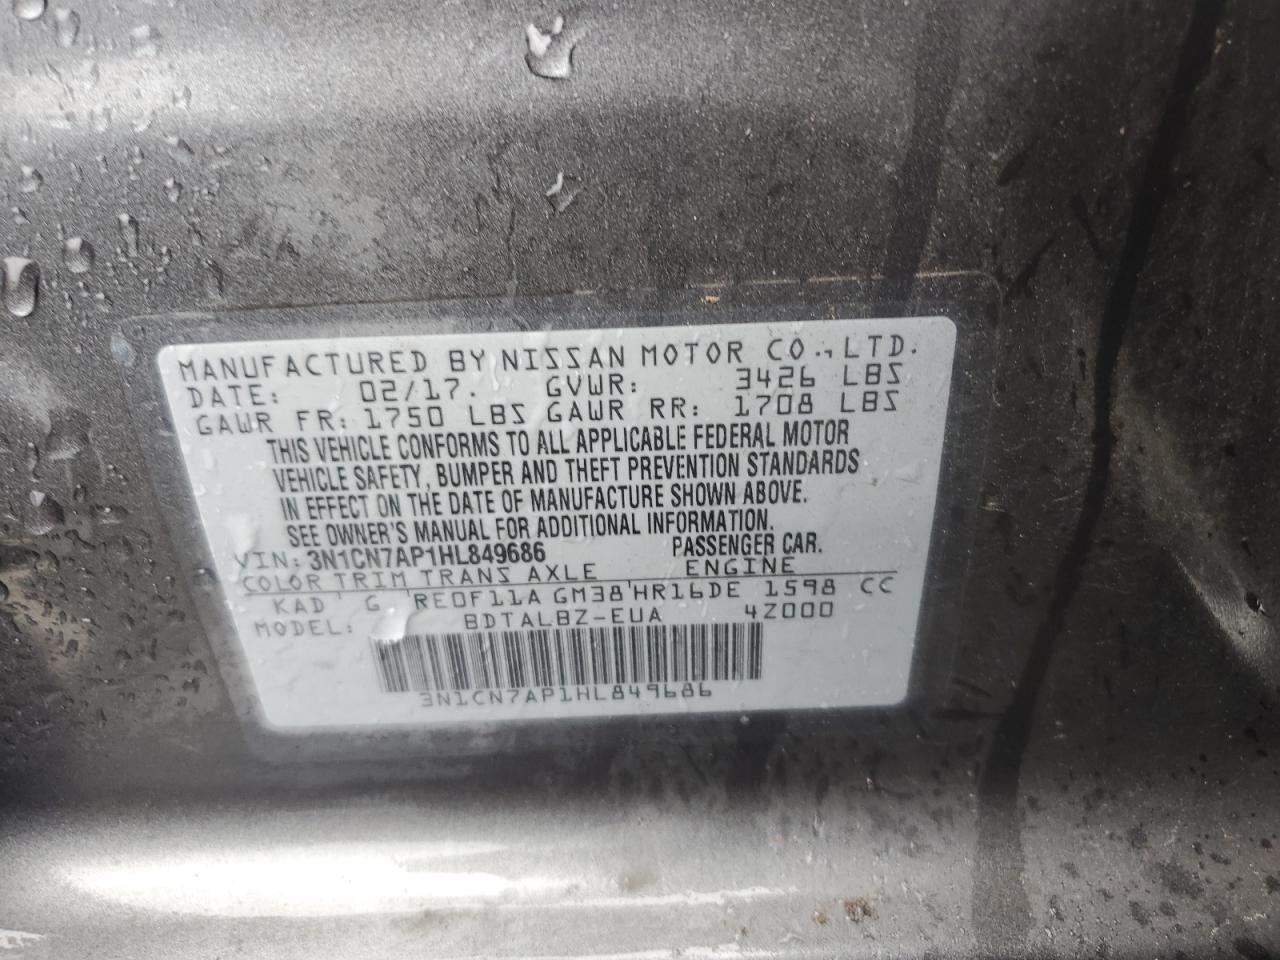 MANUFACTURED BY NISSAN MOTOR CO., LTD.
DATE: 02/17. GVWR: 3426 LBS
GAWR FR: 1750 LBS GAWR RR: 1708 LBS
THIS VEHICLE CONFORMS TO ALL APPLICABLE FEDERAL MOTOR
VEHICLE SAFETY, BUMPER AND THEFT PREVENTION STANDARDS
IN EFFECT ON THE DATE OF MANUFACTURE SHOWN ABOVE.
SEE OWNER'S MANUAL FOR ADDITIONAL INFORMATION.
VIN: 3N1CN7AP1HL849686 PASSENGER CAR.
COLOR TRIM TRANS AXLE ENGINE
KAD ' G ' RE0F11A GM38 ' HR16DE 1598 CC
MODEL: BDTALBZ-EUA 4Z000
3N1CN7AP1HL849686